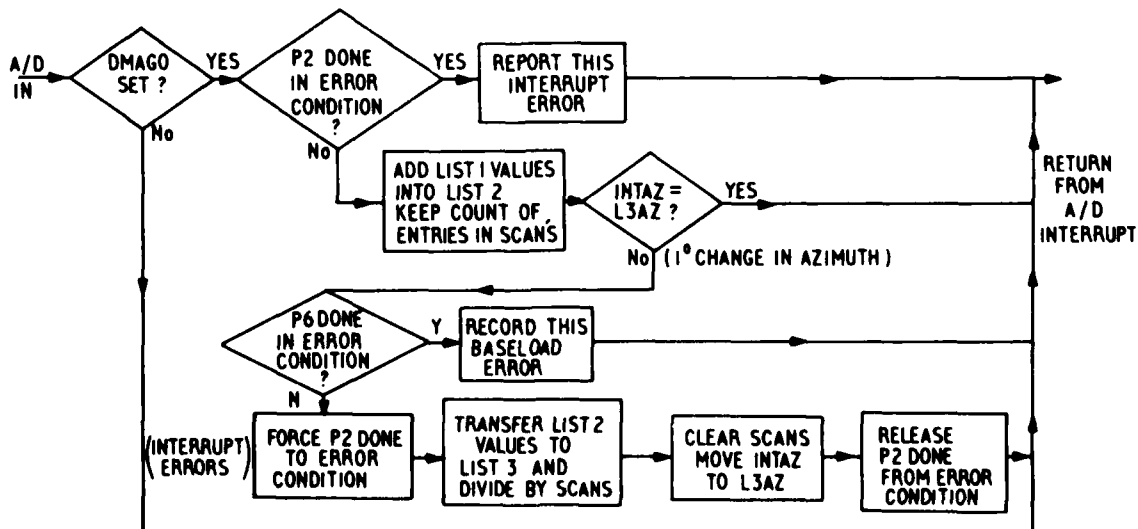 A/D
IN
DMAGO
SET ?
YES
No
P2 DONE
IN ERROR
CONDITION
?
YES
No
REPORT THIS
INTERRUPT
ERROR
ADD LIST 1 VALUES
INTO LIST 2
KEEP COUNT OF
ENTRIES IN SCANS
INTAZ =
L3AZ ?
YES
No (1° CHANGE IN AZIMUTH)
RETURN
FROM
A/D
INTERRUPT
P6 DONE
IN ERROR
CONDITION
?
Y
N
RECORD THIS
BASELOAD
ERROR
(INTERRUPT
ERRORS)
FORCE P2 DONE
TO ERROR
CONDITION
TRANSFER LIST 2
VALUES TO
LIST 3 AND
DIVIDE BY SCANS
CLEAR SCANS
MOVE INTAZ
TO L3AZ
RELEASE
P2 DONE
FROM ERROR
CONDITION